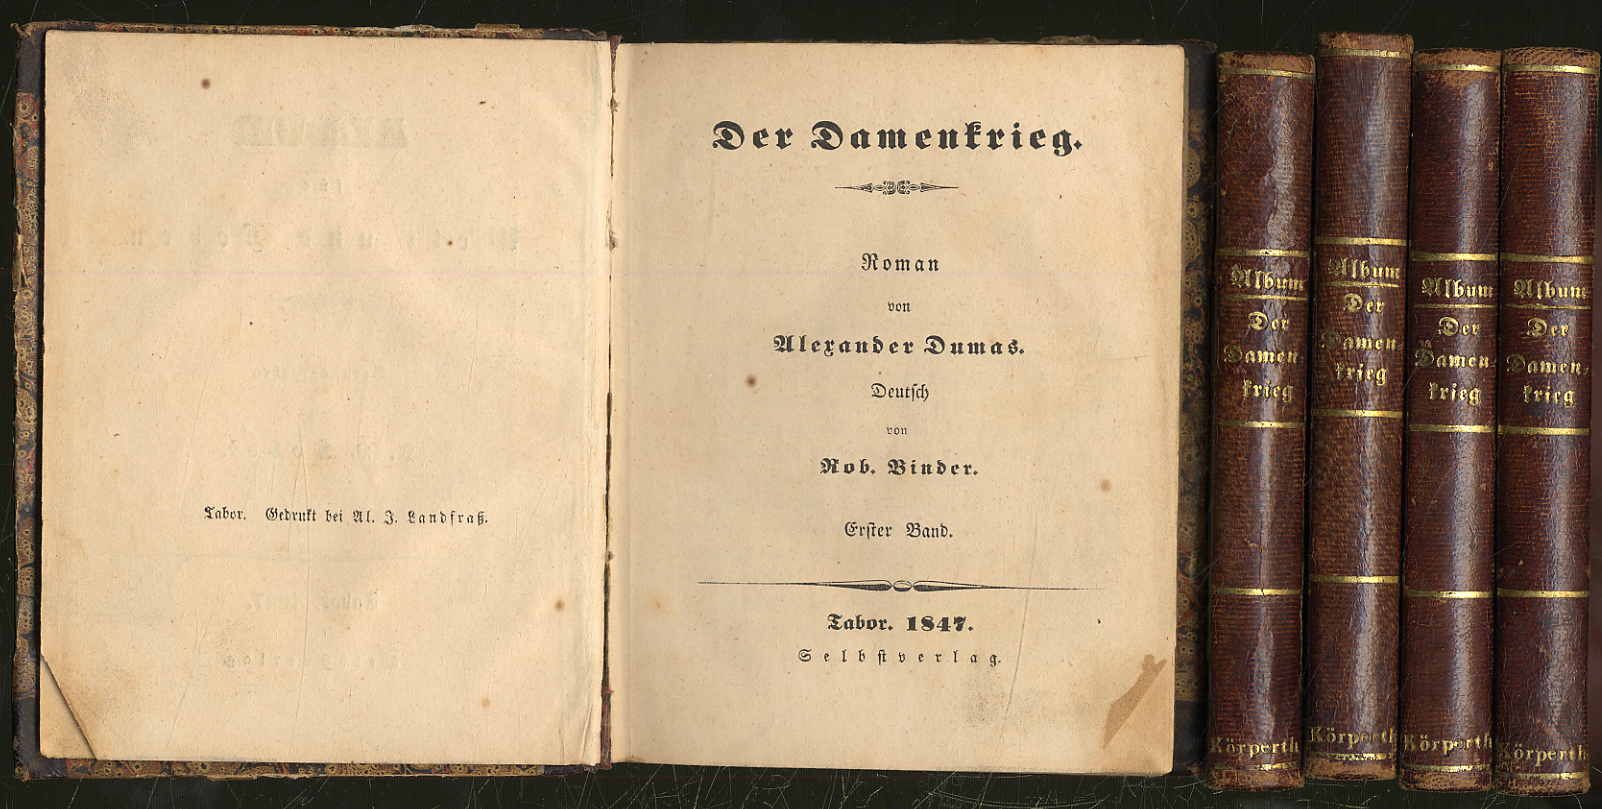 Tabor. Gedrukt bei Al. J. Landfraß.
Der Damenkrieg.
Roman
von
Alexander Dumas.
Deutsch
von
Rob. Binder.
Erster Band.
Tabor. 1847.
Selbstverlag.
Album
Der
Damen-
krieg
Körperth
Album
Der
Damen
krieg
Körperth
Album
Der
Damen-
krieg
Körperth
Album
Der
Damen-
krieg
Körperth